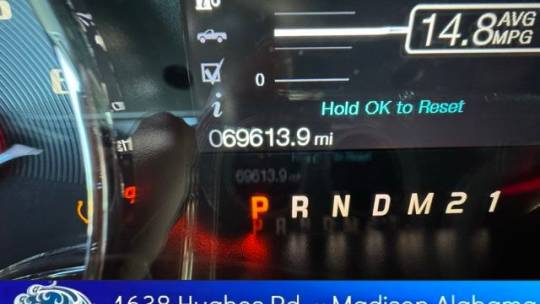 14.8 AVG MPG
0
Hold OK to Reset
069613.9 mi
69613.9 mi
P R N D M 2 1
4638 Hughes Rd Madison Alabama